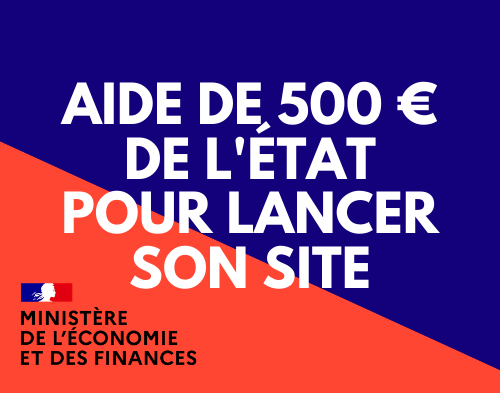 AIDE DE 500 €
DE L'ÉTAT
POUR LANCER
SON SITE
MINISTÈRE
DE L’ÉCONOMIE
ET DES FINANCES